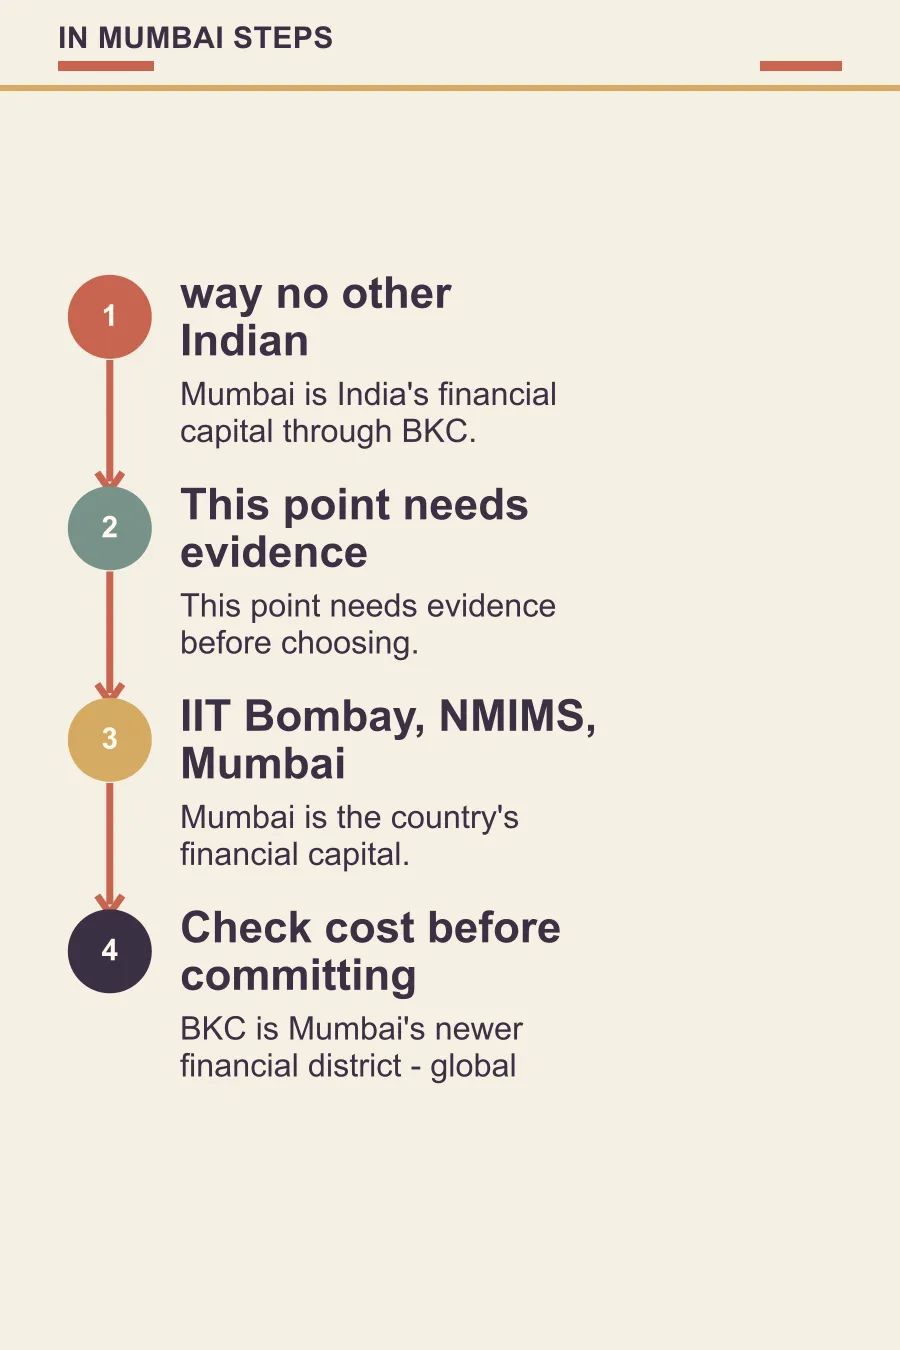 IN MUMBAI STEPS
1
way no other
Indian
Mumbai is India's financial
capital through BKC.
2
This point needs
evidence
This point needs evidence
before choosing.
3
IIT Bombay, NMIMS,
Mumbai
Mumbai is the country's
financial capital.
4
Check cost before
committing
BKC is Mumbai's newer
financial district - global